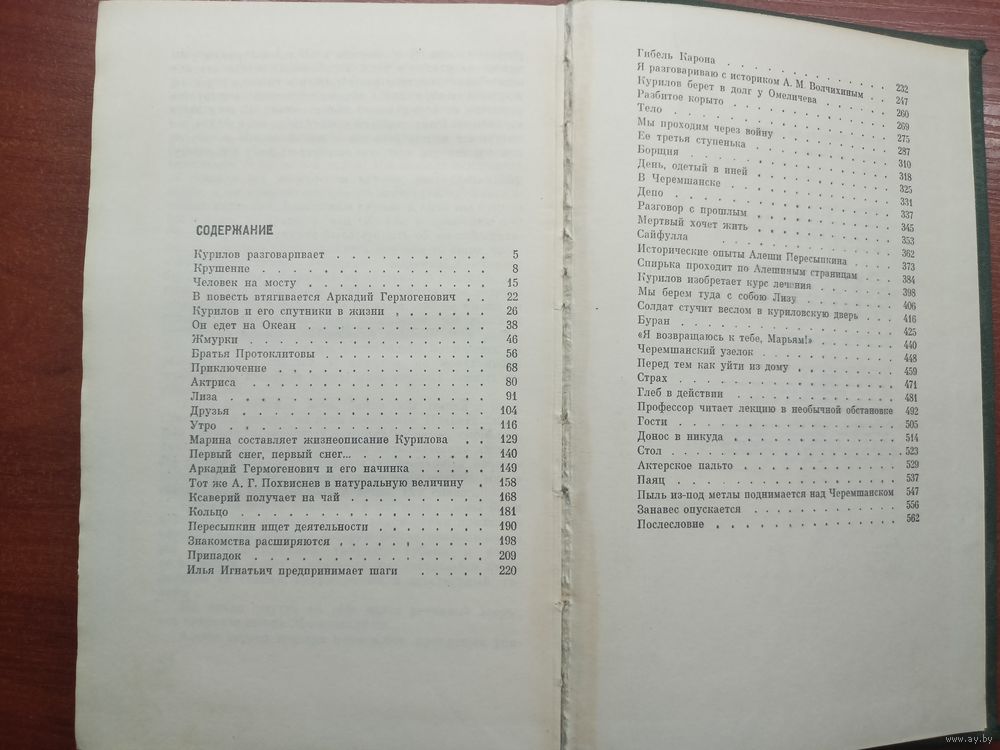 СОДЕРЖАНИЕ
Курилов разговаривает . . . . . . . . . . 5
Крушение . . . . . . . . . . . . . . . 8
Человек на мосту . . . . . . . . . . . . 15
В повесть втягивается Аркадий Гермогенович . 22
Курилов и его спутники в жизни . . . . . . 26
Он едет на Океан . . . . . . . . . . . . 38
Жмурки . . . . . . . . . . . . . . . . 46
Братья Протоклитовы . . . . . . . . . . 56
Приключение . . . . . . . . . . . . . . 68
Актриса . . . . . . . . . . . . . . . . 80
Лиза . . . . . . . . . . . . . . . . . 91
Друзья . . . . . . . . . . . . . . . . 104
Утро . . . . . . . . . . . . . . . . . 116
Марина составляет жизнеописание Курилова . . 129
Первый снег, первый снег... . . . . . . . . 140
Аркадий Гермогенович и его начинка . . . . . 149
Тот же А. Г. Похвиснев в натуральную величину . 158
Ксаверий получает на чай . . . . . . . . . 168
Кольцо . . . . . . . . . . . . . . . . 181
Пересыпкин ищет деятельности . . . . . . . 190
Знакомства расширяются . . . . . . . . . . 198
Припадок . . . . . . . . . . . . . . . 209
Илья Игнатьич предпринимает шаги . . . . . 220
Гибель Карона . . . . . . . . . . . . 232
Я разговариваю с историком А. М. Волчихиным . . 247
Курилов берет в долг у Омеличева . . . . . 260
Разбитое корыто . . . . . . . . . . . . 269
Тело . . . . . . . . . . . . . . . . 275
Мы проходим через войну . . . . . . . . . 287
Ее третья ступенька . . . . . . . . . . . 310
Борщня . . . . . . . . . . . . . . . . 318
День, одетый в иней . . . . . . . . . . . 325
В Черемшанске . . . . . . . . . . . . . 331
Депо . . . . . . . . . . . . . . . . . 337
Разговор с прошлым . . . . . . . . . . . 345
Мертвый хочет жить . . . . . . . . . . . 353
Сайфулла . . . . . . . . . . . . . . . 362
Исторические опыты Алеши Пересыпкина . . . 373
Спирька проходит по Алешиным страницам . . . 384
Курилов изобретает курс лечения . . . . . . 398
Мы берем туда с собою Лизу . . . . . . . . 406
Солдат стучит веслом в куриловскую дверь . . 416
Буран . . . . . . . . . . . . . . . . 425
«Я возвращаюсь к тебе, Марьям!» . . . . . . 440
Черемшанский узелок . . . . . . . . . . . 448
Перед тем как уйти из дому . . . . . . . . 459
Страх . . . . . . . . . . . . . . . . 471
Глеб в действии . . . . . . . . . . . . 481
Профессор читает лекцию в необычной обстановке 492
Гости . . . . . . . . . . . . . . . . 505
Донос в никуда . . . . . . . . . . . . . 514
Стол . . . . . . . . . . . . . . . . . 523
Актерское пальто . . . . . . . . . . . . 529
Паяц . . . . . . . . . . . . . . . . . 537
Пыль из-под метлы поднимается над Черемшанском 547
Занавес опускается . . . . . . . . . . . 556
Послесловие . . . . . . . . . . . . . . 562
www.ay.by